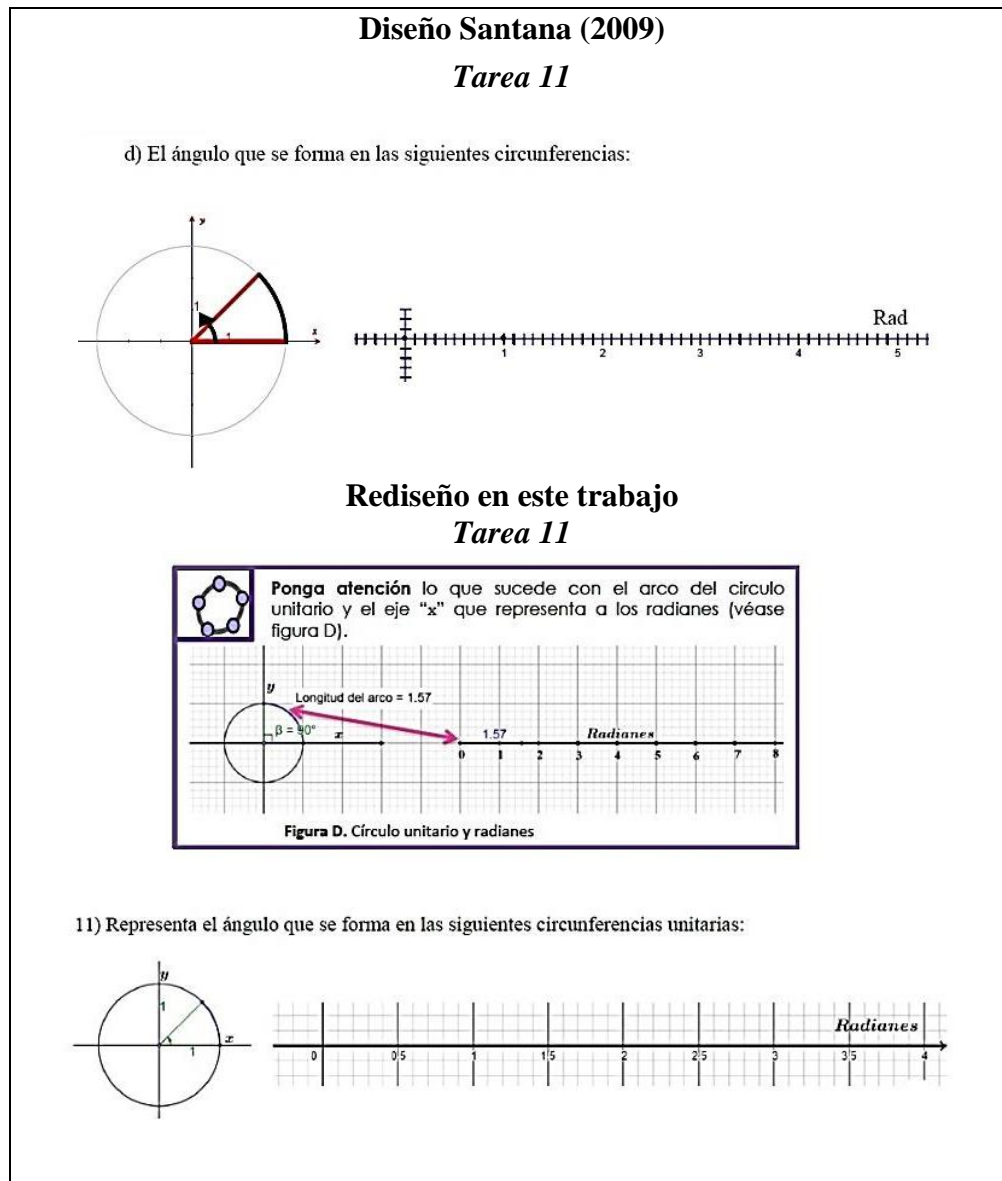 Diseño Santana (2009)
Tarea 11
d) El ángulo que se forma en las siguientes circunferencias:
y
1
1
x
Rad
1 2 3 4 5
Rediseño en este trabajo
Tarea 11
Ponga atención lo que sucede con el arco del circulo
unitario y el eje “x” que representa a los radianes (véase
figura D).
y
Longitud del arco = 1.57
β = 90°
x
1.57
Radianes
0 1 2 3 4 5 6 7 8
Figura D. Círculo unitario y radianes
11) Representa el ángulo que se forma en las siguientes circunferencias unitarias:
y
1
x
1
Radianes
0 0.5 1 1.5 2 2.5 3 3.5 4